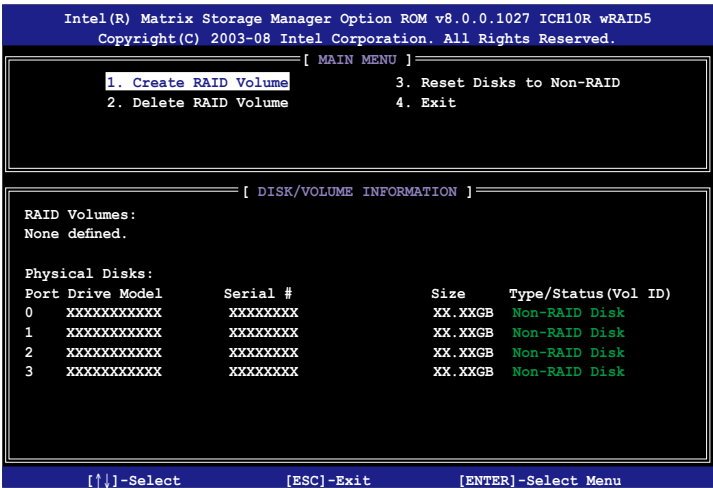 Intel(R) Matrix Storage Manager Option ROM v8.0.0.1027 ICH10R wRAID5
Copyright(C) 2003-08 Intel Corporation. All Rights Reserved.
[ MAIN MENU ]
1. Create RAID Volume 3. Reset Disks to Non-RAID
2. Delete RAID Volume 4. Exit
[ DISK/VOLUME INFORMATION ]
RAID Volumes:
None defined.
Physical Disks:
Port Drive Model Serial # Size Type/Status(Vol ID)
0 XXXXXXXXXXX XXXXXXXX XX.XXGB Non-RAID Disk
1 XXXXXXXXXXX XXXXXXXX XX.XXGB Non-RAID Disk
2 XXXXXXXXXXX XXXXXXXX XX.XXGB Non-RAID Disk
3 XXXXXXXXXXX XXXXXXXX XX.XXGB Non-RAID Disk
[↑↓]-Select [ESC]-Exit [ENTER]-Select Menu